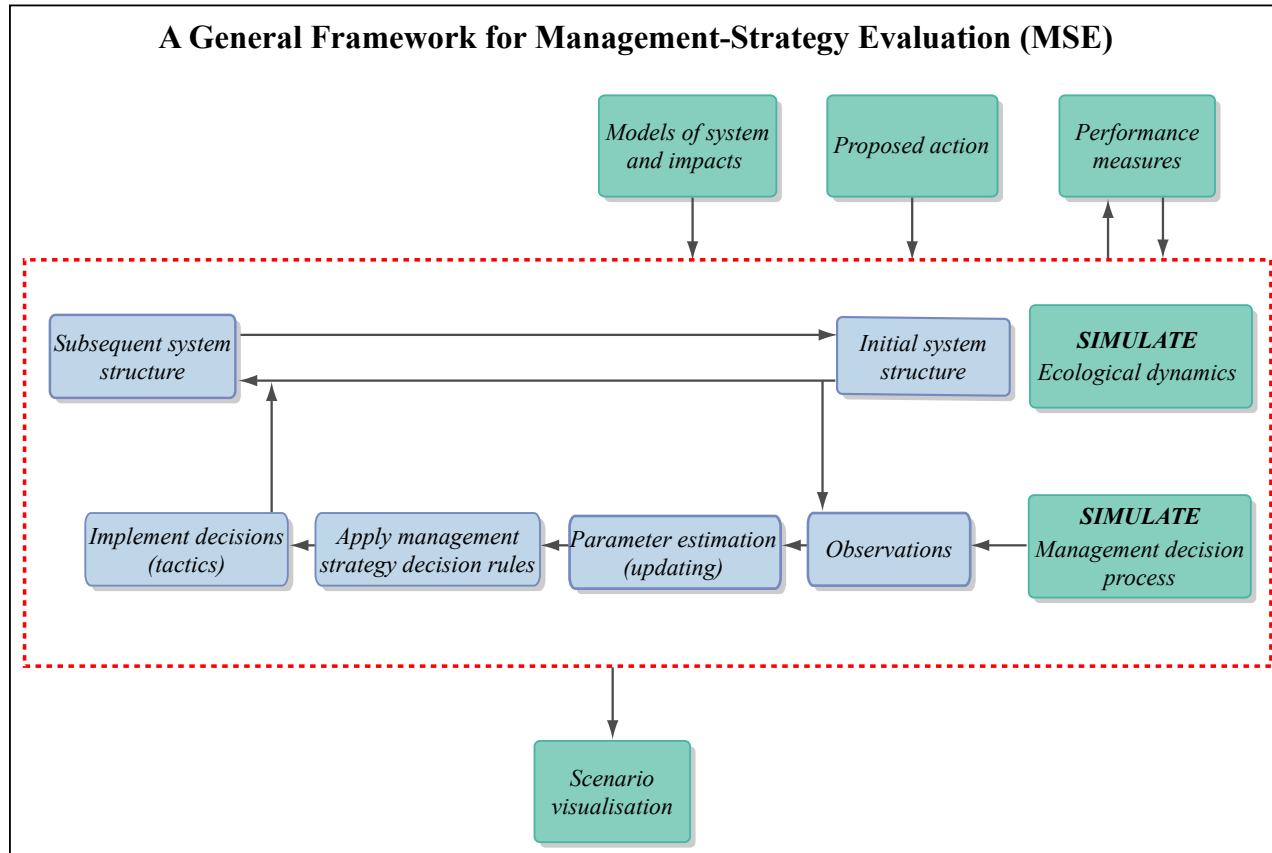 A General Framework for Management-Strategy Evaluation (MSE)
Models of system
and impacts
Proposed action
Performance
measures
Subsequent system
structure
Initial system
structure
SIMULATE
Ecological dynamics
Implement decisions
(tactics)
Apply management
strategy decision rules
Parameter estimation
(updating)
Observations
SIMULATE
Management decision
process
Scenario
visualisation